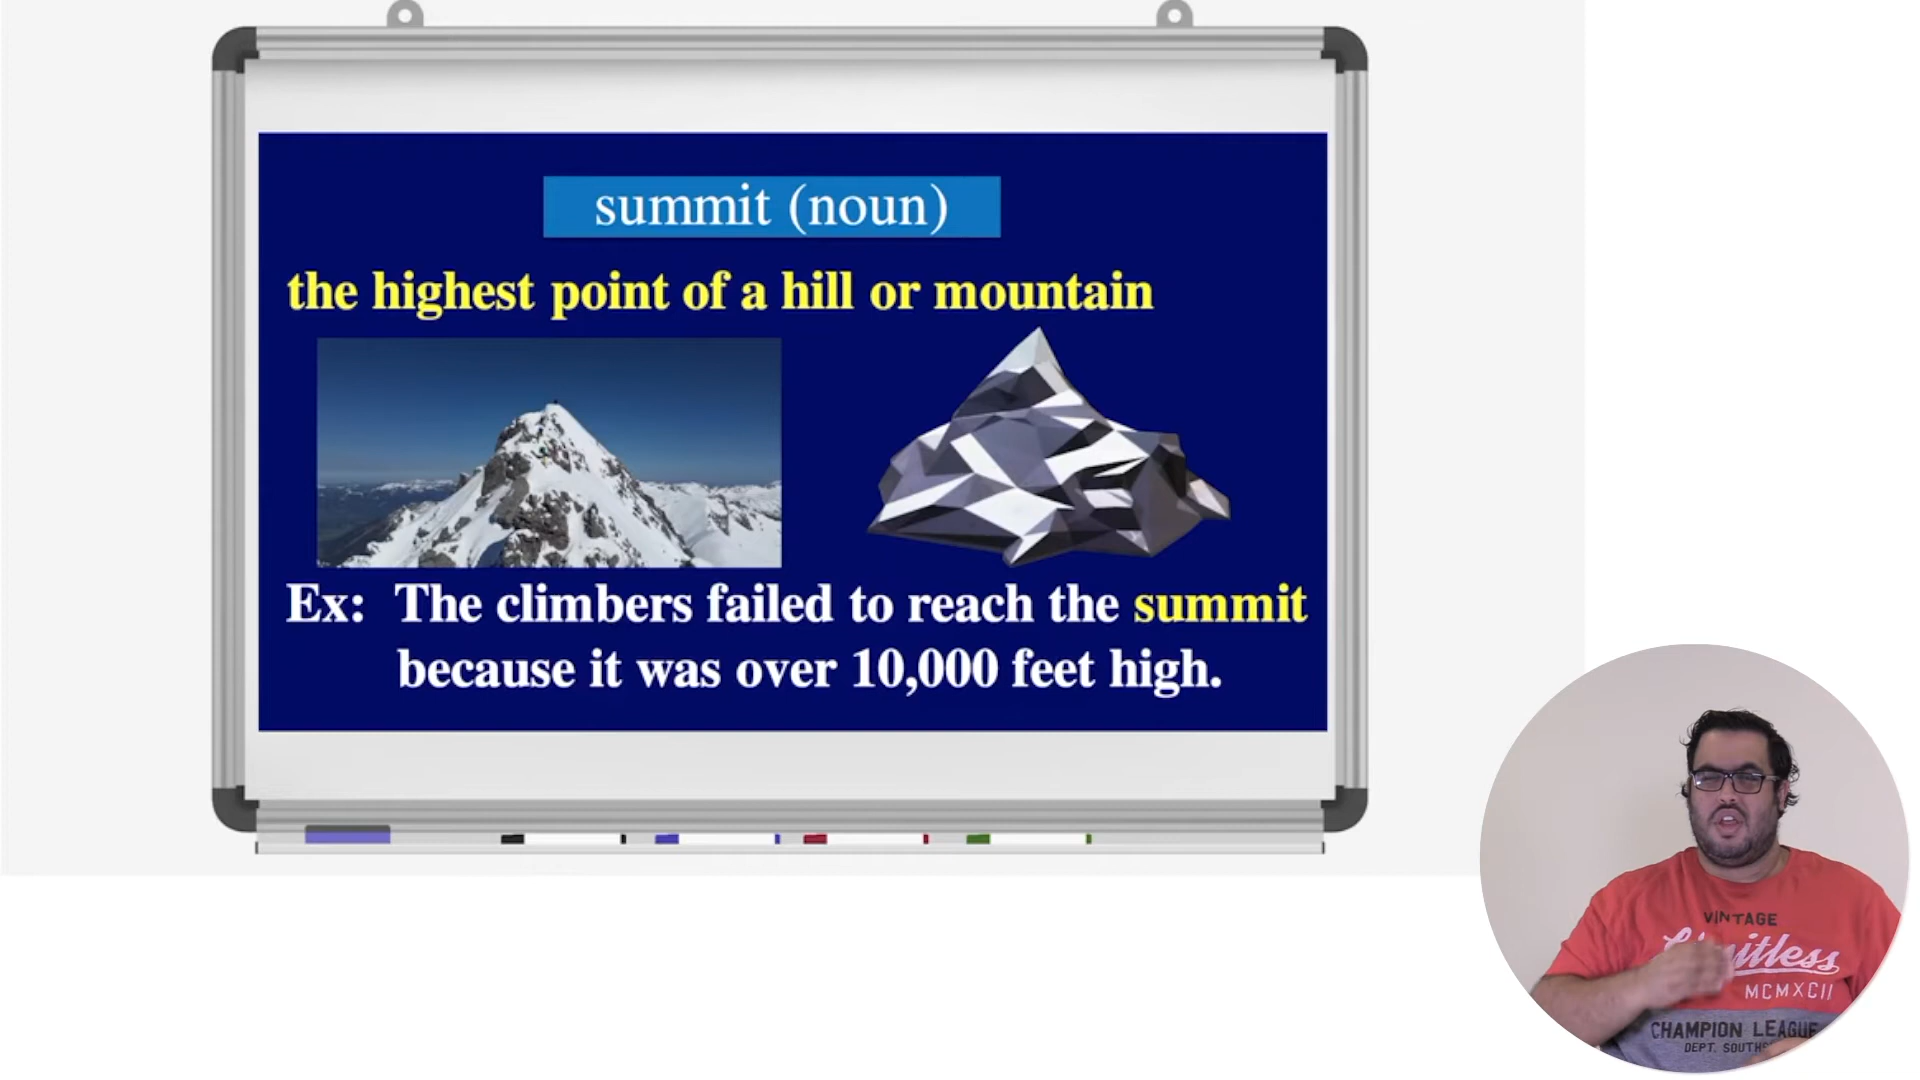 summit (noun)
the highest point of a hill or mountain
Ex: The climbers failed to reach the summit
because it was over 10,000 feet high.
VINTAGE
MCMXCII
CHAMPION LEAGUE
DEPT.